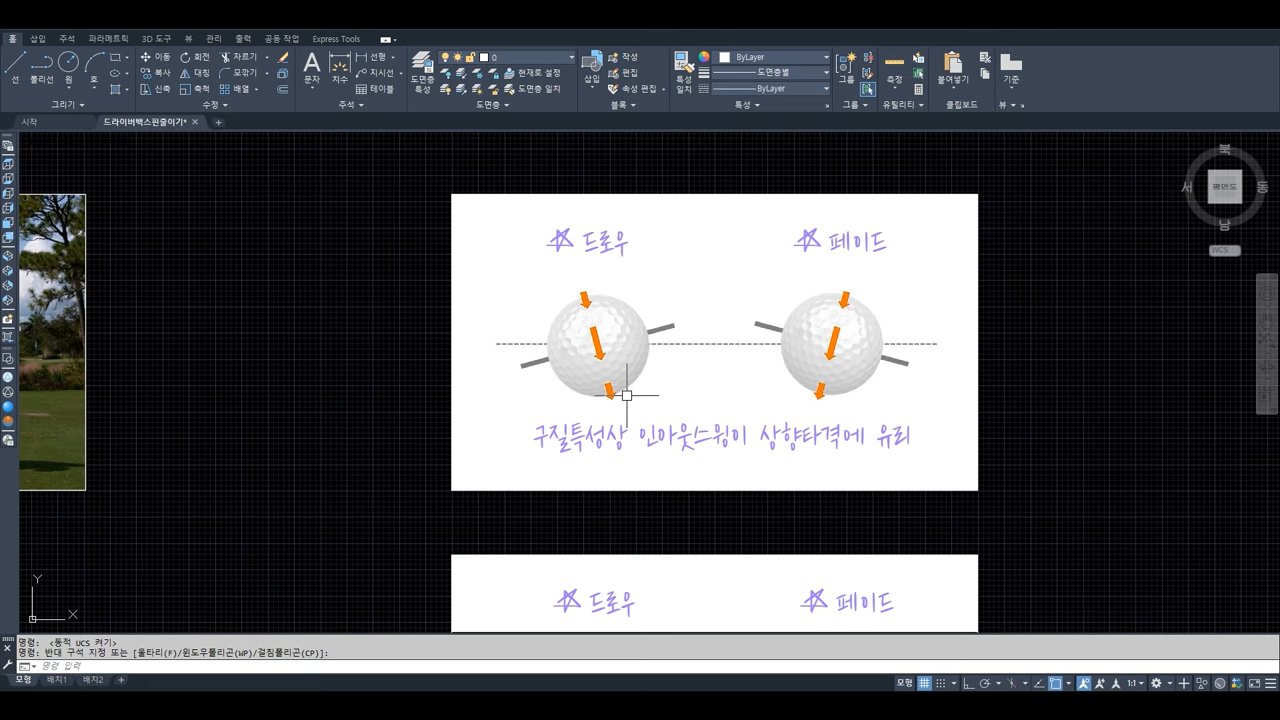 홈 삽입 주석 파라메트릭 3D 도구 뷰 관리 출력 공동 작업 Express Tools
선 폴리선 원 호
이동 회전 자르기
복사 대칭 모깎기
신축 축척 배열
문자 치수
선형
지시선
테이블
도면층 특성
0
현재로 설정
도면층 일치
삽입
작성
편집
속성 편집
특성 일치
ByLayer
도면층별
ByLayer
그룹
측정
붙여넣기
기준
그리기 수정 주석 도면층 블록 특성 그룹 유틸리티 클립보드 뷰
시작 드라이버백스핀줄이기*
북
서 평면도 동
남
WCS
드로우 페이드
구질특성상 인아웃스윙이 상향타격에 유리
드로우 페이드
Y
X
명령: <동적 UCS 켜기>
명령: 반대 구석 지정 또는 [울타리(F)/윈도우폴리곤(WP)/걸침폴리곤(CP)]:
명령 입력
모형 배치1 배치2
모형 1:1